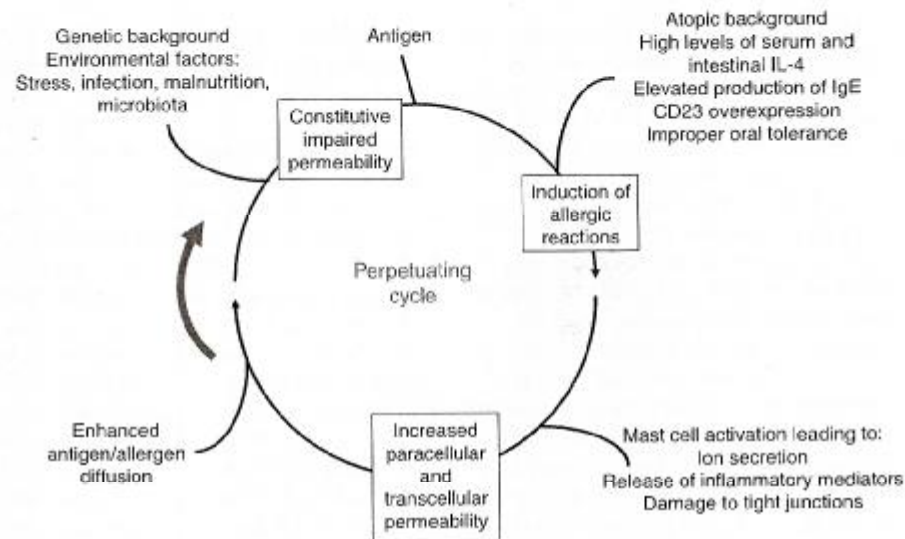 Genetic background
Environmental factors:
Stress, infection, malnutrition,
microbiota
Antigen
Atopic background
High levels of serum and
intestinal IL-4
Elevated production of IgE
CD23 overexpression
Improper oral tolerance
Constitutive
impaired
permeability
Induction of
allergic
reactions
Perpetuating
cycle
Enhanced
antigen/allergen
diffusion
Increased
paracellular
and
transcellular
permeability
Mast cell activation leading to:
Ion secretion
Release of inflammatory mediators
Damage to tight junctions